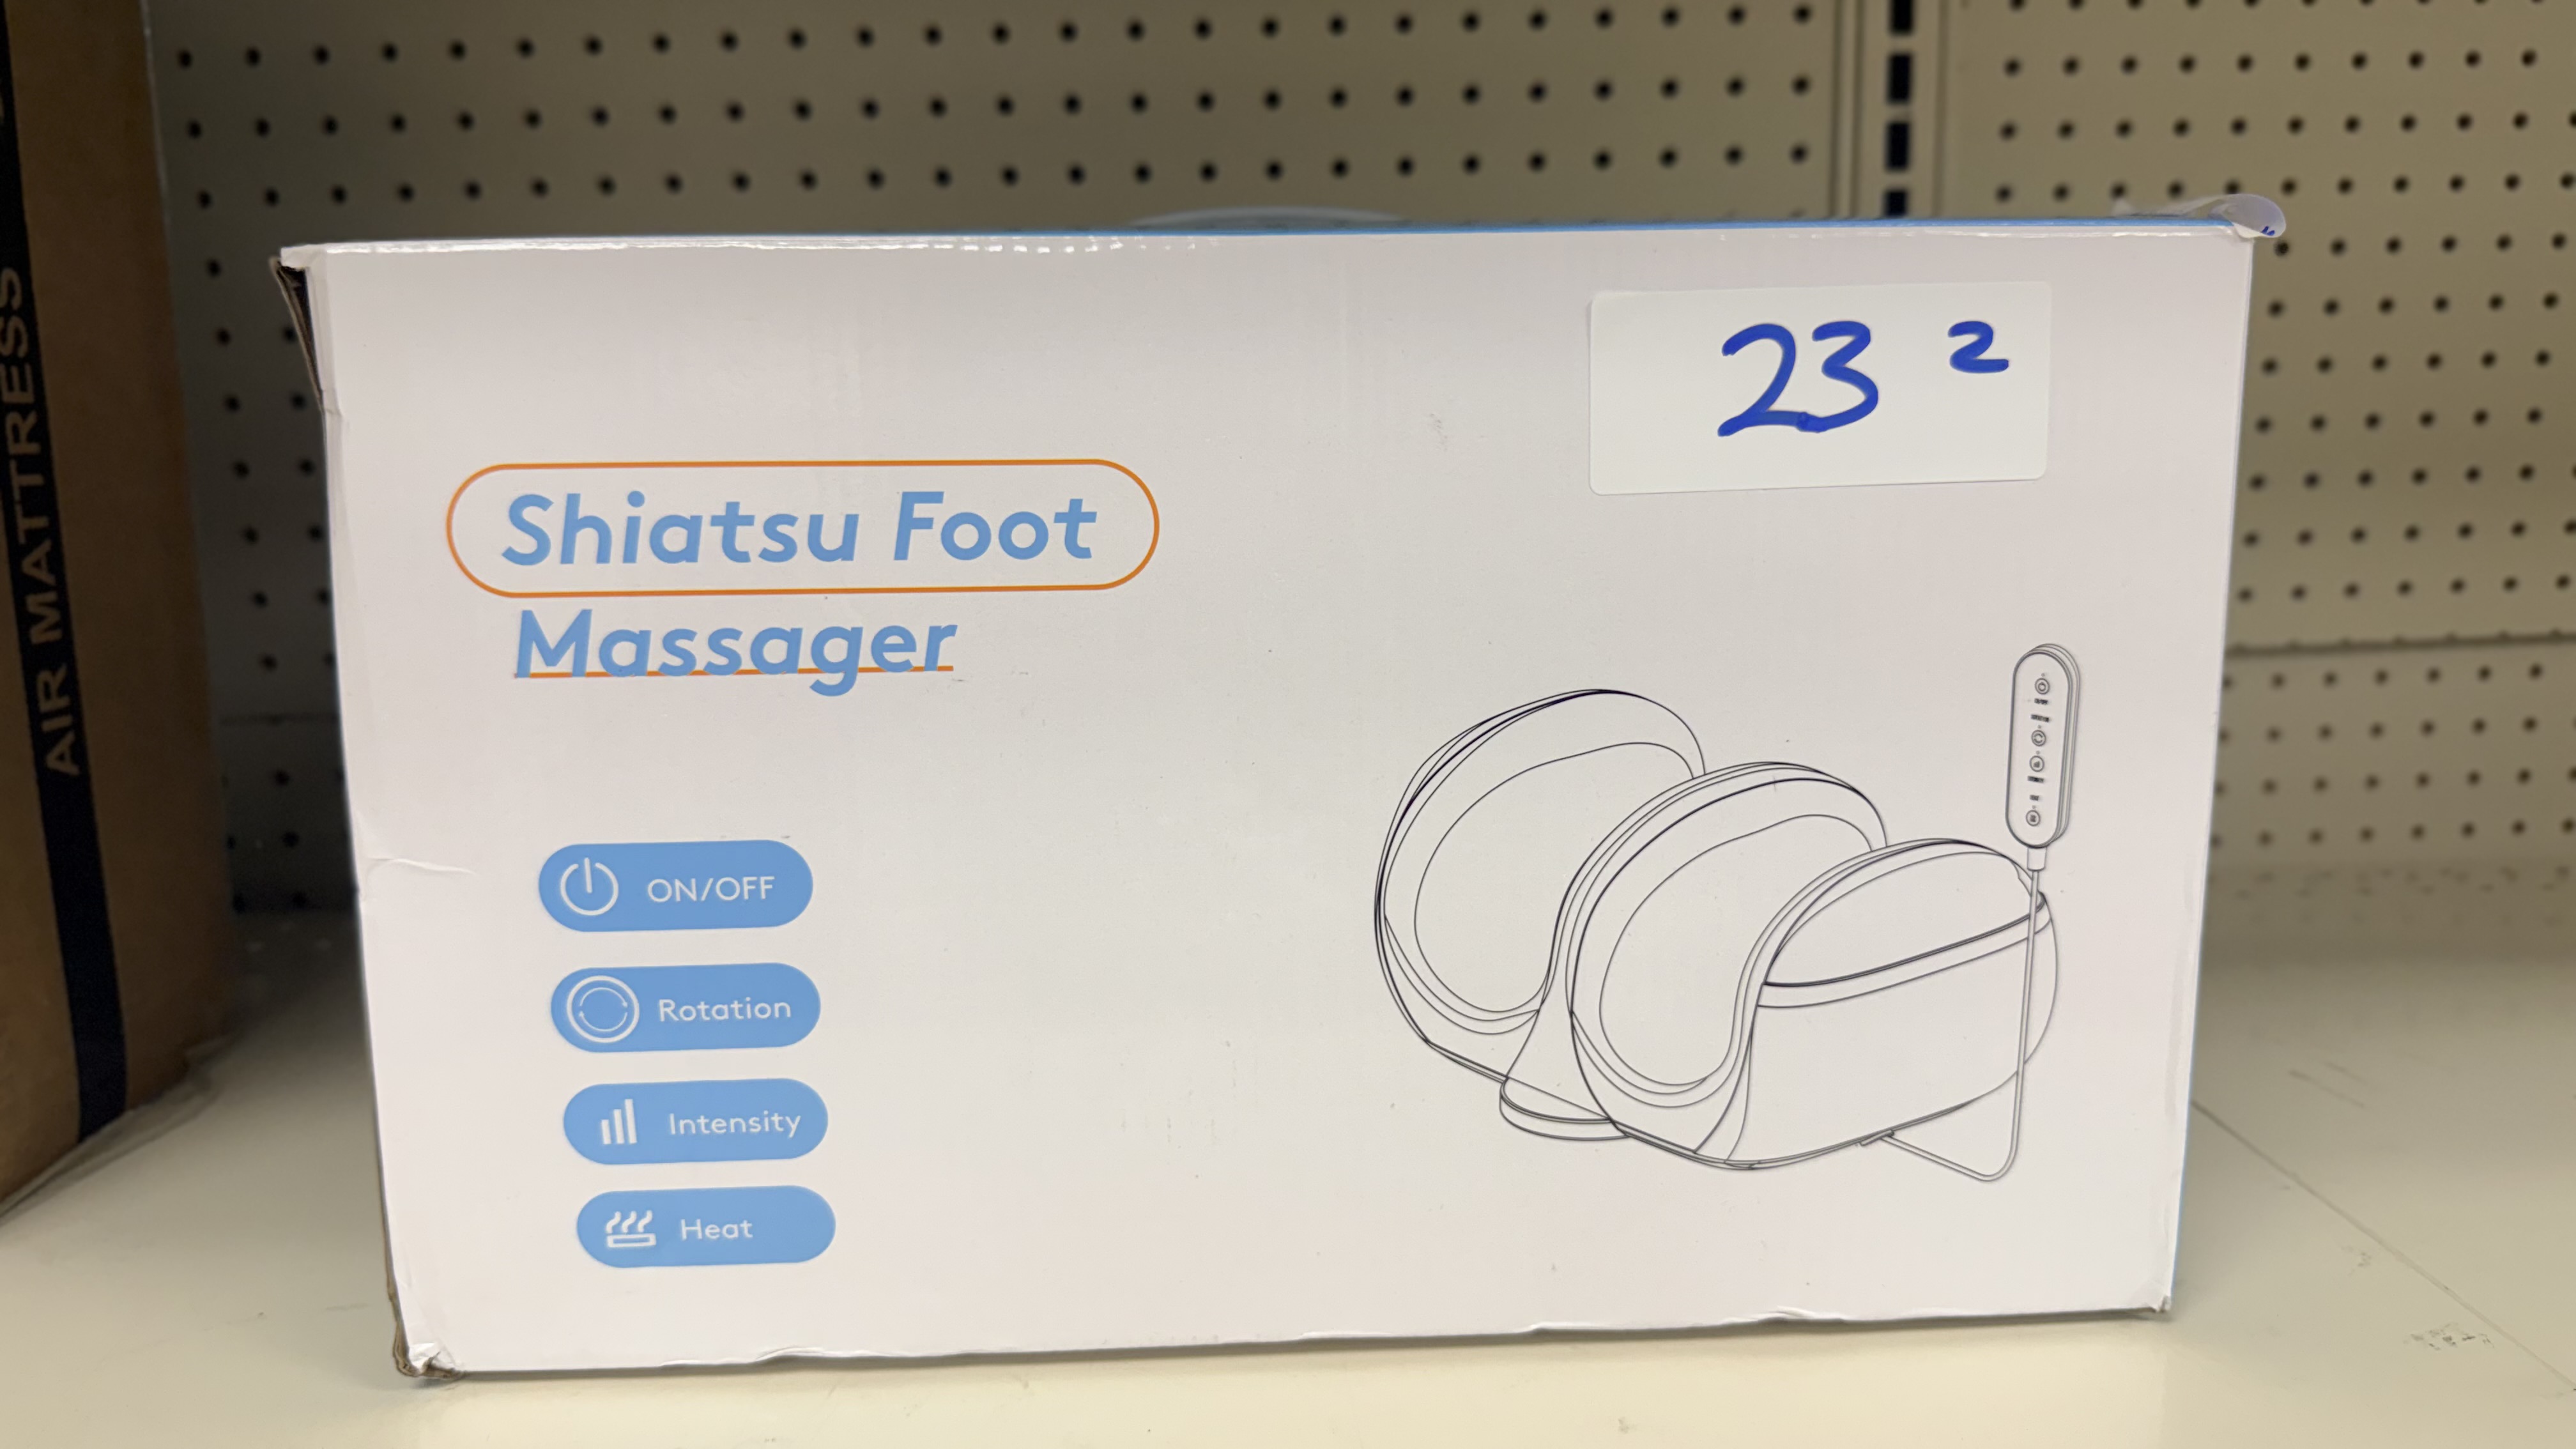 AIR MATTRESS
23 2
Shiatsu Foot
Massager
ON/OFF
Rotation
Intensity
Heat